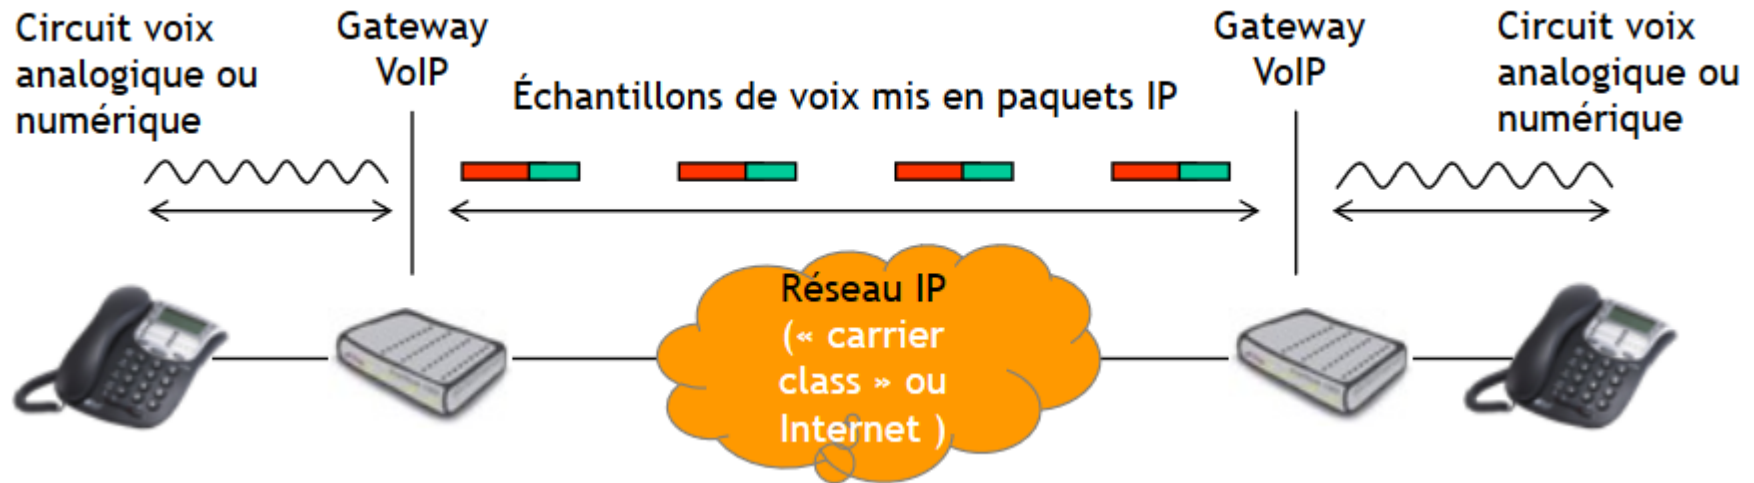 Circuit voix
analogique ou
numérique
Gateway
VoIP
Échantillons de voix mis en paquets IP
Gateway
VoIP
Circuit voix
analogique ou
numérique
Réseau IP
(« carrier
class » ou
Internet )